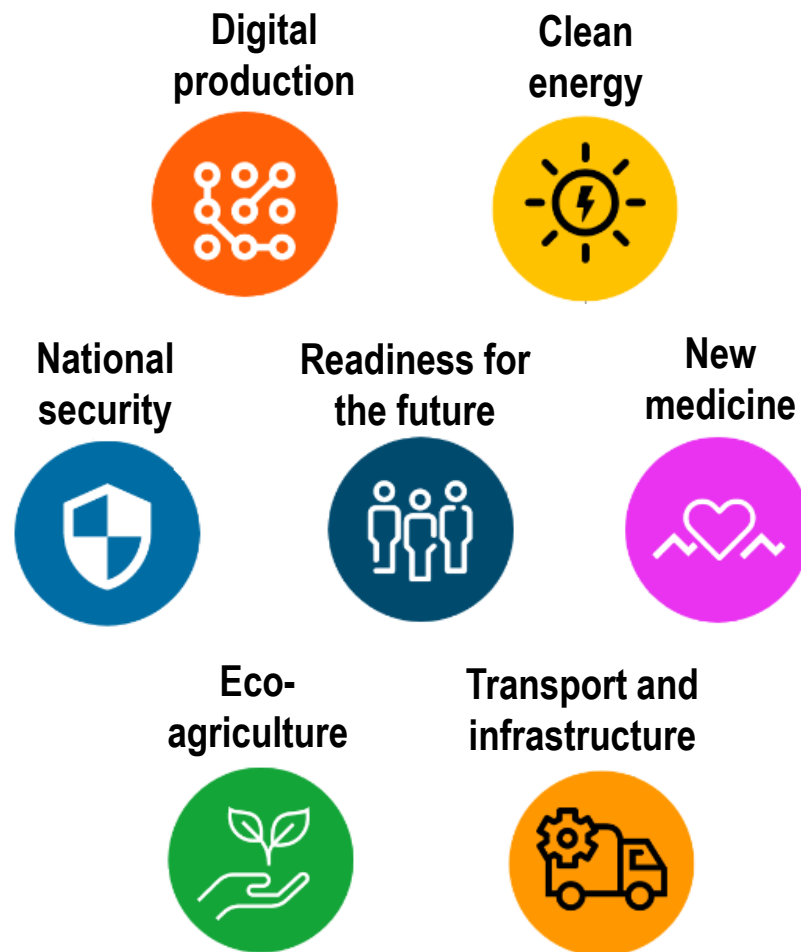 Digital
production
Clean
energy
National
security
Readiness for
the future
New
medicine
Eco-
agriculture
Transport and
infrastructure